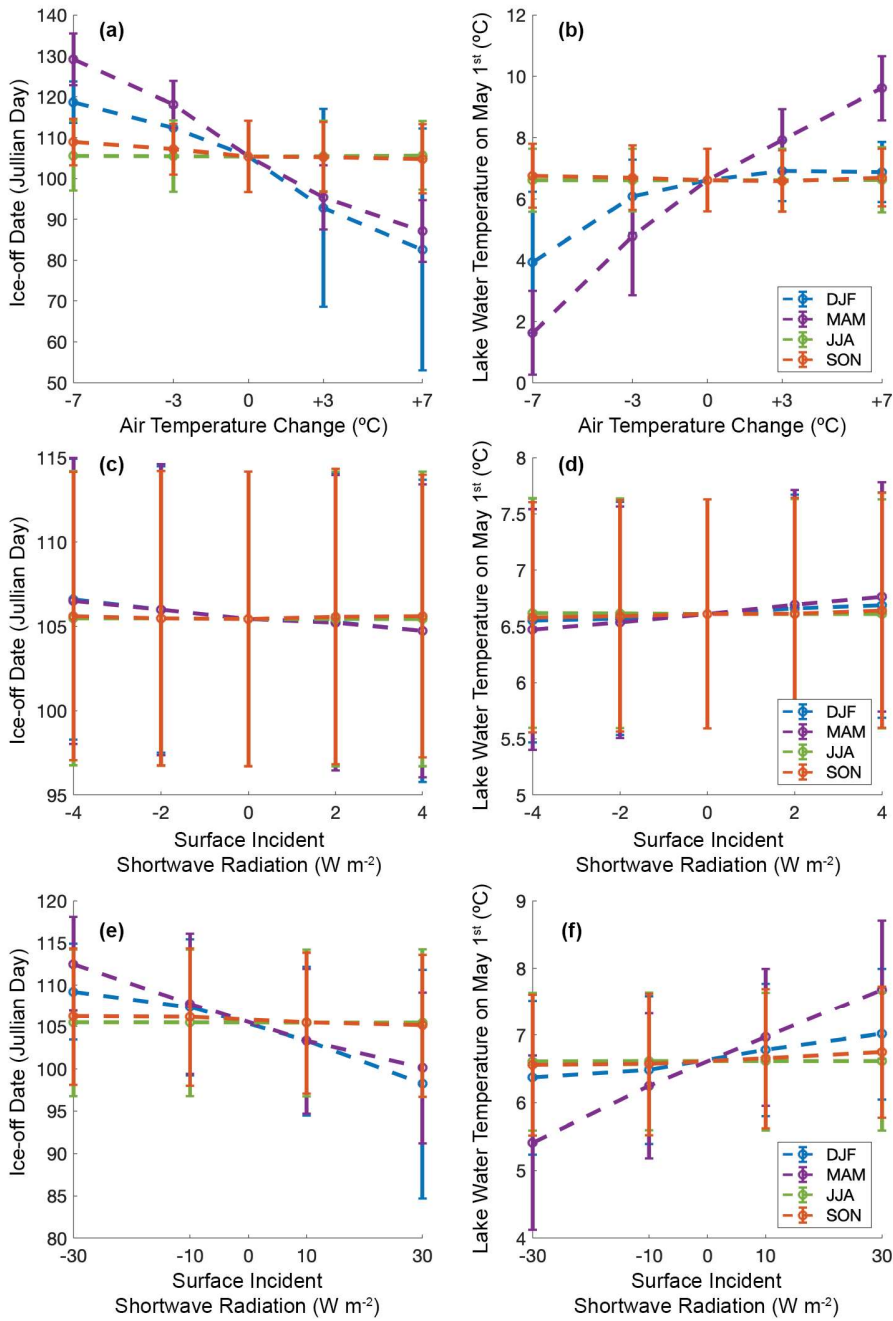 (a)
Ice-off Date (Jullian Day)
140
130
120
110
100
90
80
70
60
50
-7
-3
0
+3
+7
Air Temperature Change (ºC)
(b)
Lake Water Temperature on May 1st (ºC)
12
10
8
6
4
2
0
DJF
MAM
JJA
SON
-7
-3
0
+3
+7
Air Temperature Change (ºC)
(c)
Ice-off Date (Jullian Day)
115
110
105
100
95
-4
-2
0
2
4
Surface Incident
Shortwave Radiation (W m-2)
(d)
Lake Water Temperature on May 1st (ºC)
8
7.5
7
6.5
6
5.5
5
DJF
MAM
JJA
SON
-4
-2
0
2
4
Surface Incident
Shortwave Radiation (W m-2)
(e)
Ice-off Date (Jullian Day)
120
115
110
105
100
95
90
85
80
-30
-10
0
10
30
Surface Incident
Shortwave Radiation (W m-2)
(f)
Lake Water Temperature on May 1st (ºC)
9
8
7
6
5
4
DJF
MAM
JJA
SON
-30
-10
0
10
30
Surface Incident
Shortwave Radiation (W m-2)